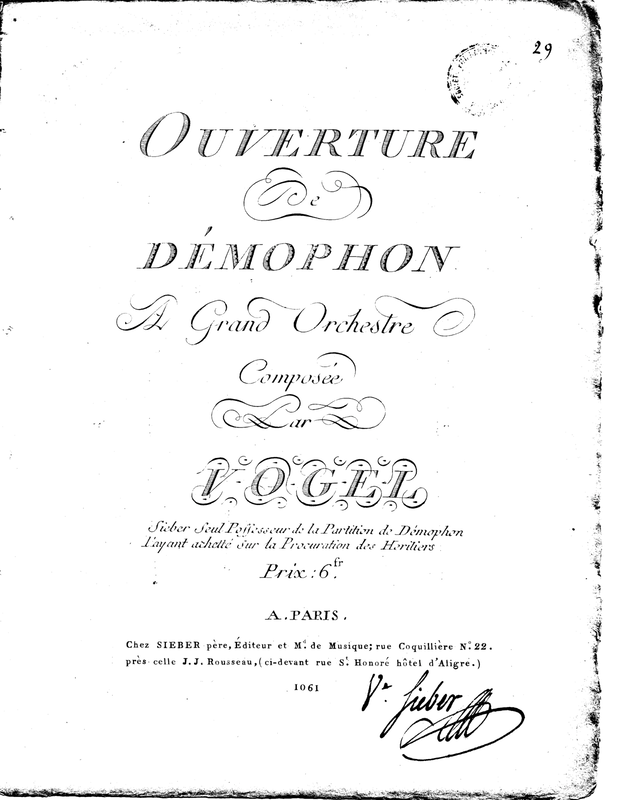 29
OUVERTURE
De
DÉMOPHON
A Grand Orchestre
Composée
Par
VOGEL
Sieber Seul Possesseur de la Partition de Démophon
l'ayant achetté sur la Procuration des Héritiers
Prix: 6.fr
A.PARIS.
Chez SIEBER père, Éditeur et Md. de Musique; rue Coquillière No. 22.
près celle J.J. Rousseau, (ci-devant rue St. Honoré hôtel d'Aligre.)
1061
Ve. Sieber